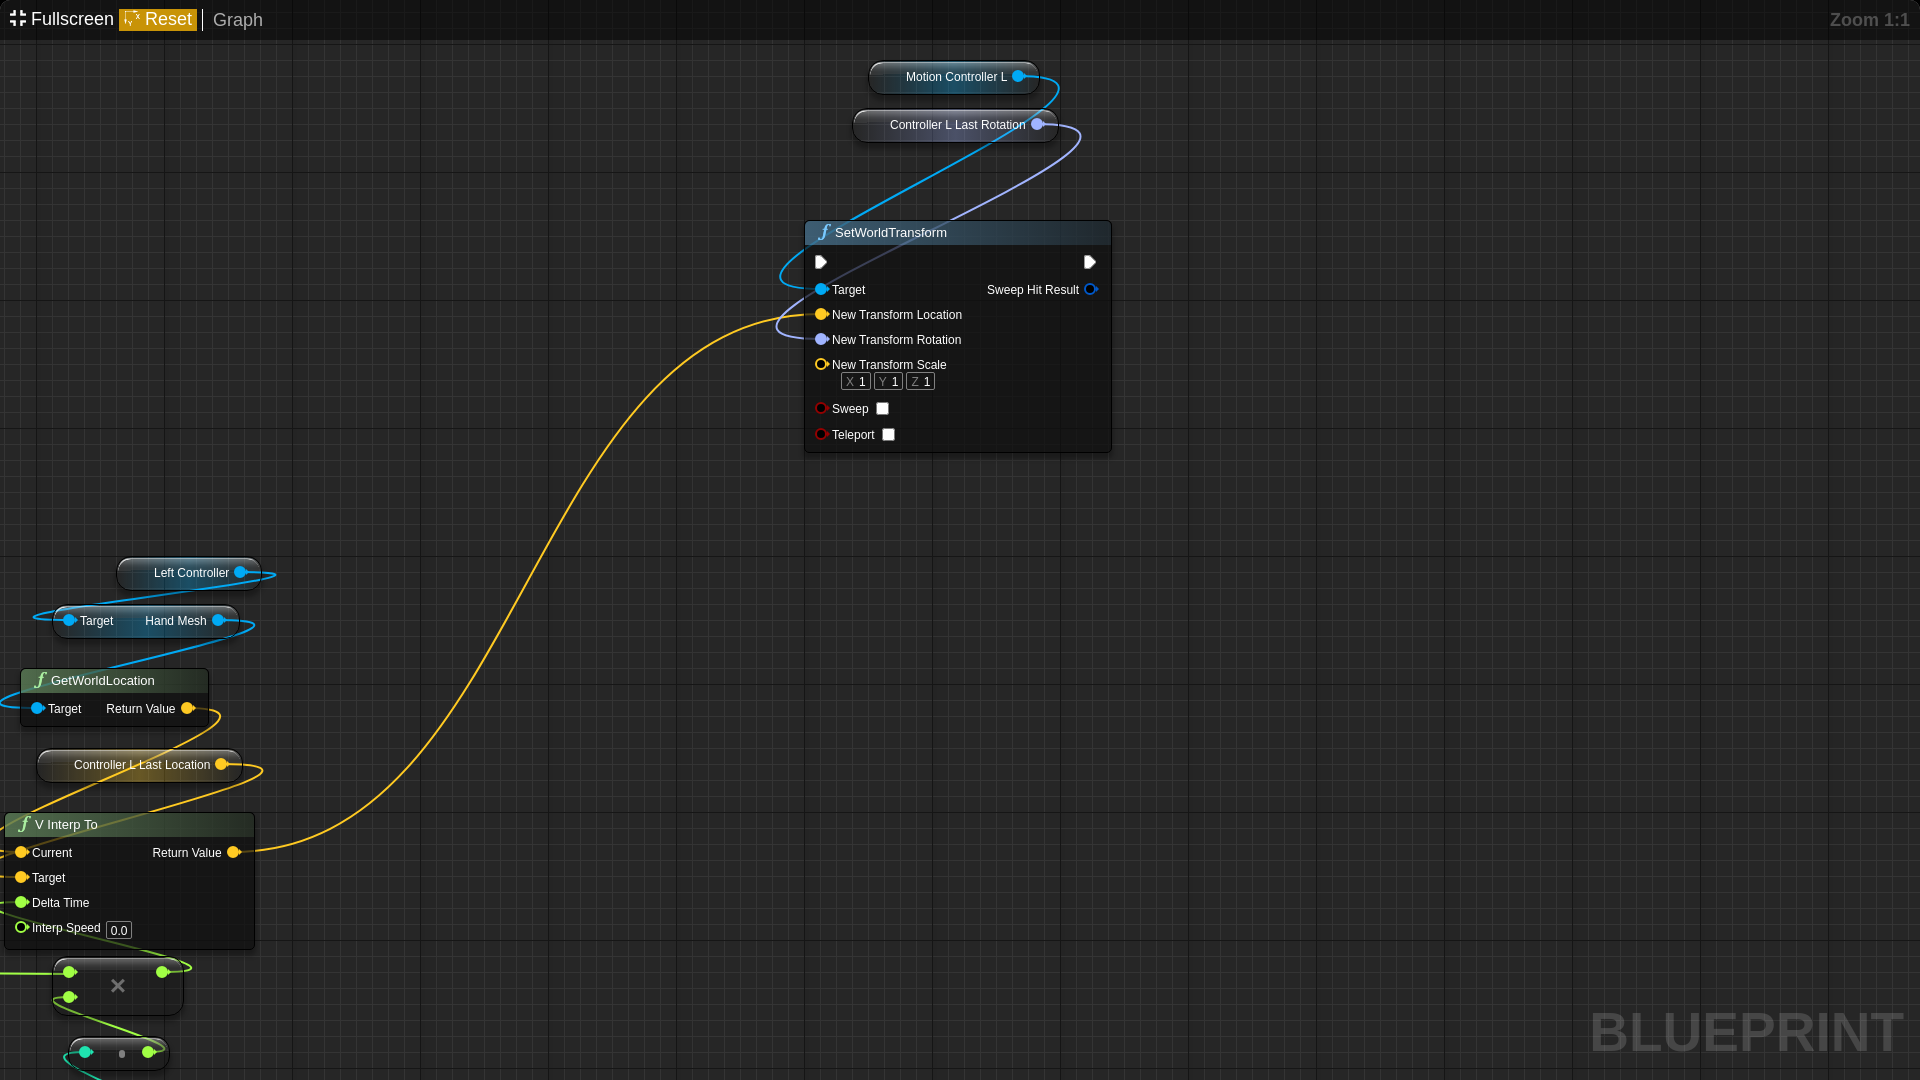 Fullscreen Reset Graph
Zoom 1:1
Motion Controller L
Controller L Last Rotation
SetWorldTransform
Target
Sweep Hit Result
New Transform Location
New Transform Rotation
New Transform Scale
X 1 Y 1 Z 1
Sweep
Teleport
Left Controller
Target Hand Mesh
GetWorldLocation
Target Return Value
Controller L Last Location
V Interp To
Current Return Value
Target
Delta Time
Interp Speed 0.0
BLUEPRINT